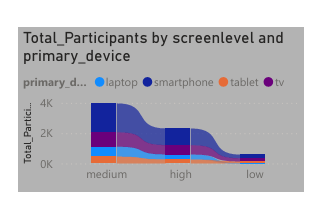 Total_Participants by screenlevel and
primary_device
primary_d... laptop smartphone tablet tv
Total_Partici...
4K
2K
0K
medium high low